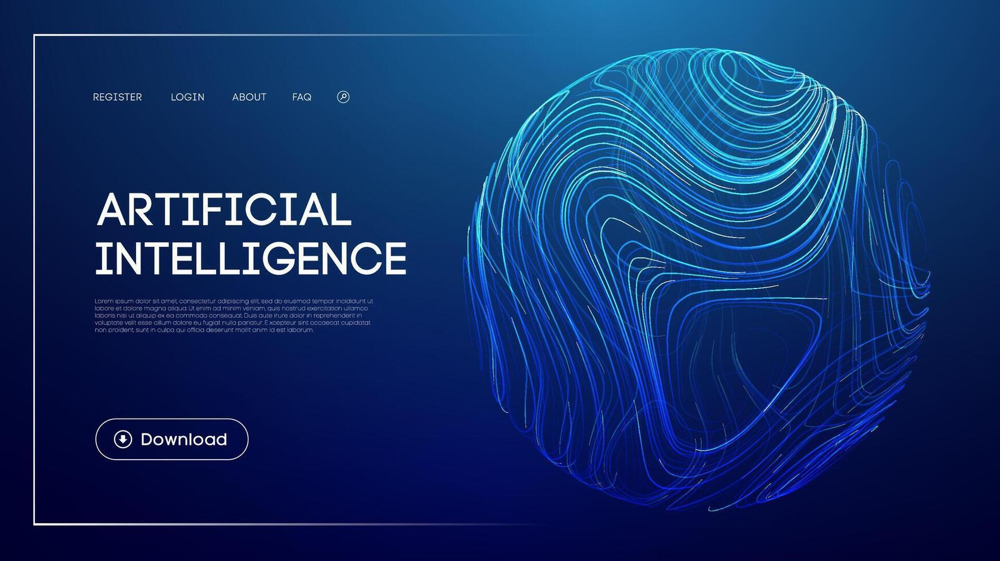 REGISTER LOGIN ABOUT FAQ
ARTIFICIAL
INTELLIGENCE
Lorem ipsum dolor sit amet, consectetur adipiscing elit, sed do eiusmod tempor incididunt ut
labore et dolore magna aliqua. Ut enim ad minim veniam, quis nostrud exercitation ullamco
laboris nisi ut aliquip ex ea commodo consequat. Duis aute irure dolor in reprehenderit in
voluptate velit cillum dolore eu fugiat nulla pariatur. E xcepteur sint occaecat cupidatat
non proident, sunt in culpa qui officia deserunt mollit anim id est laborum.
Download